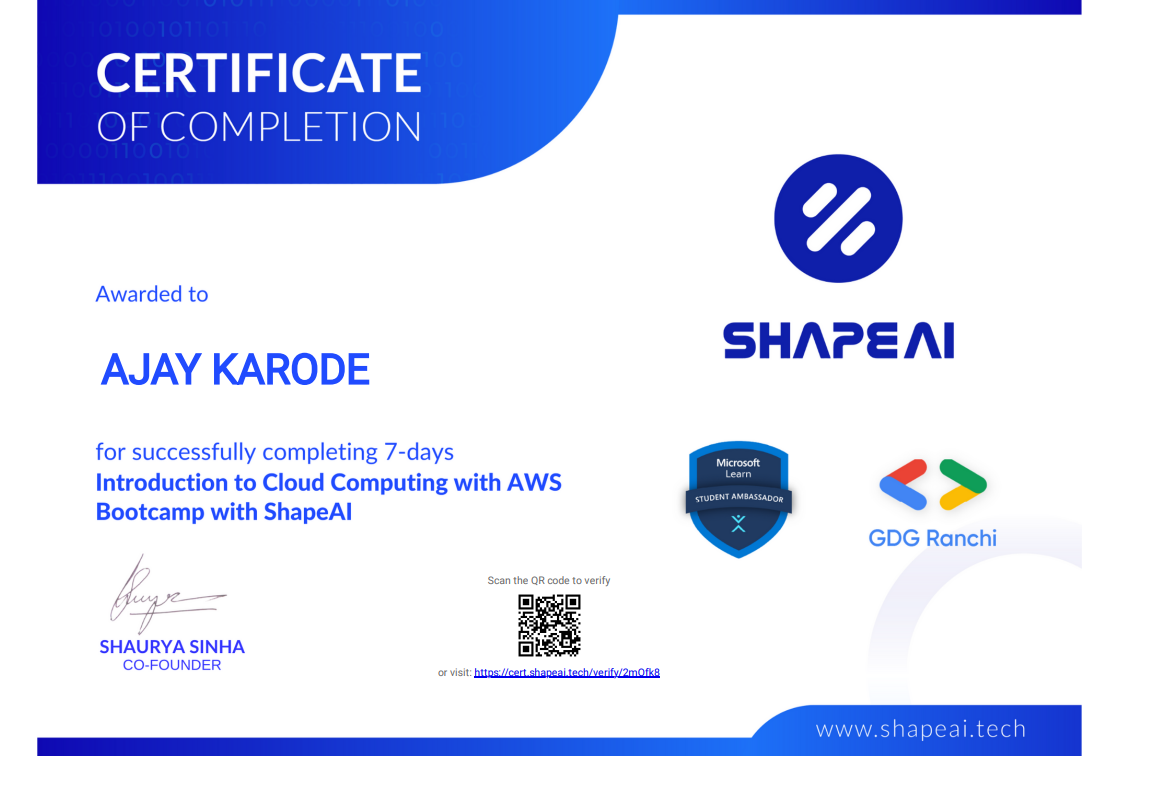 CERTIFICATE
OF COMPLETION
SHAPEAI
Awarded to
AJAY KARODE
for successfully completing 7-days
Introduction to Cloud Computing with AWS
Bootcamp with ShapeAI
Microsoft
Learn
STUDENT AMBASSADOR
GDG Ranchi
SHAURYA SINHA
CO-FOUNDER
Scan the QR code to verify
or visit: https://cert.shapeai.tech/verify/2mOfk8
www.shapeai.tech